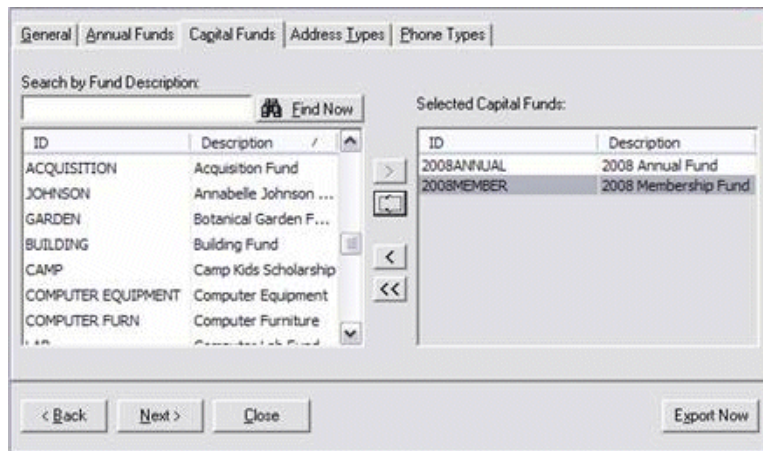 General Annual Funds Capital Funds Address Types Phone Types
Search by Fund Description:
Find Now
Selected Capital Funds:
ID Description
ACQUISITION Acquisition Fund
JOHNSON Annabelle Johnson ...
GARDEN Botanical Garden F...
BUILDING Building Fund
CAMP Camp Kids Scholarship
COMPUTER EQUIPMENT Computer Equipment
COMPUTER FURN Computer Furniture
>
<
<<
ID Description
2008ANNUAL 2008 Annual Fund
2008MEMBER 2008 Membership Fund
< Back Next > Close Export Now